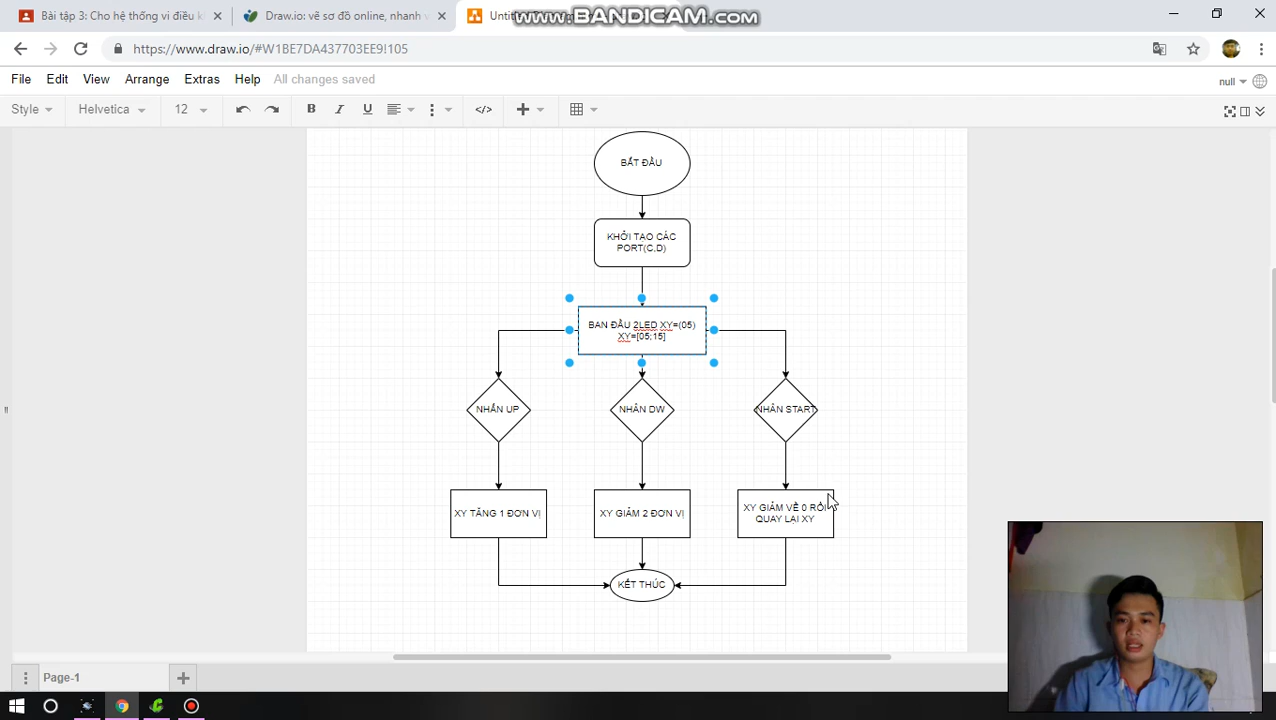 Bài tập 3: Cho hệ thống vi điều k
Draw.io: vẽ sơ đồ online, nhanh v
www.BANDICAM.com
https://www.draw.io/#W1BE7DA437703EE9!105
File Edit View Arrange Extras Help All changes saved
null
Style Helvetica 12 B I U
BẮT ĐẦU
KHỞI TẠO CÁC
PORT(C,D)
BAN ĐẦU 2LED XY=(05)
XY=[05;15]
NHẤN UP
NHẤN DW
NHẤN START
XY TĂNG 1 ĐƠN VỊ
XY GIẢM 2 ĐƠN VỊ
XY GIẢM VỀ 0 RỒI
QUAY LẠI XY
KẾT THÚC
Page-1